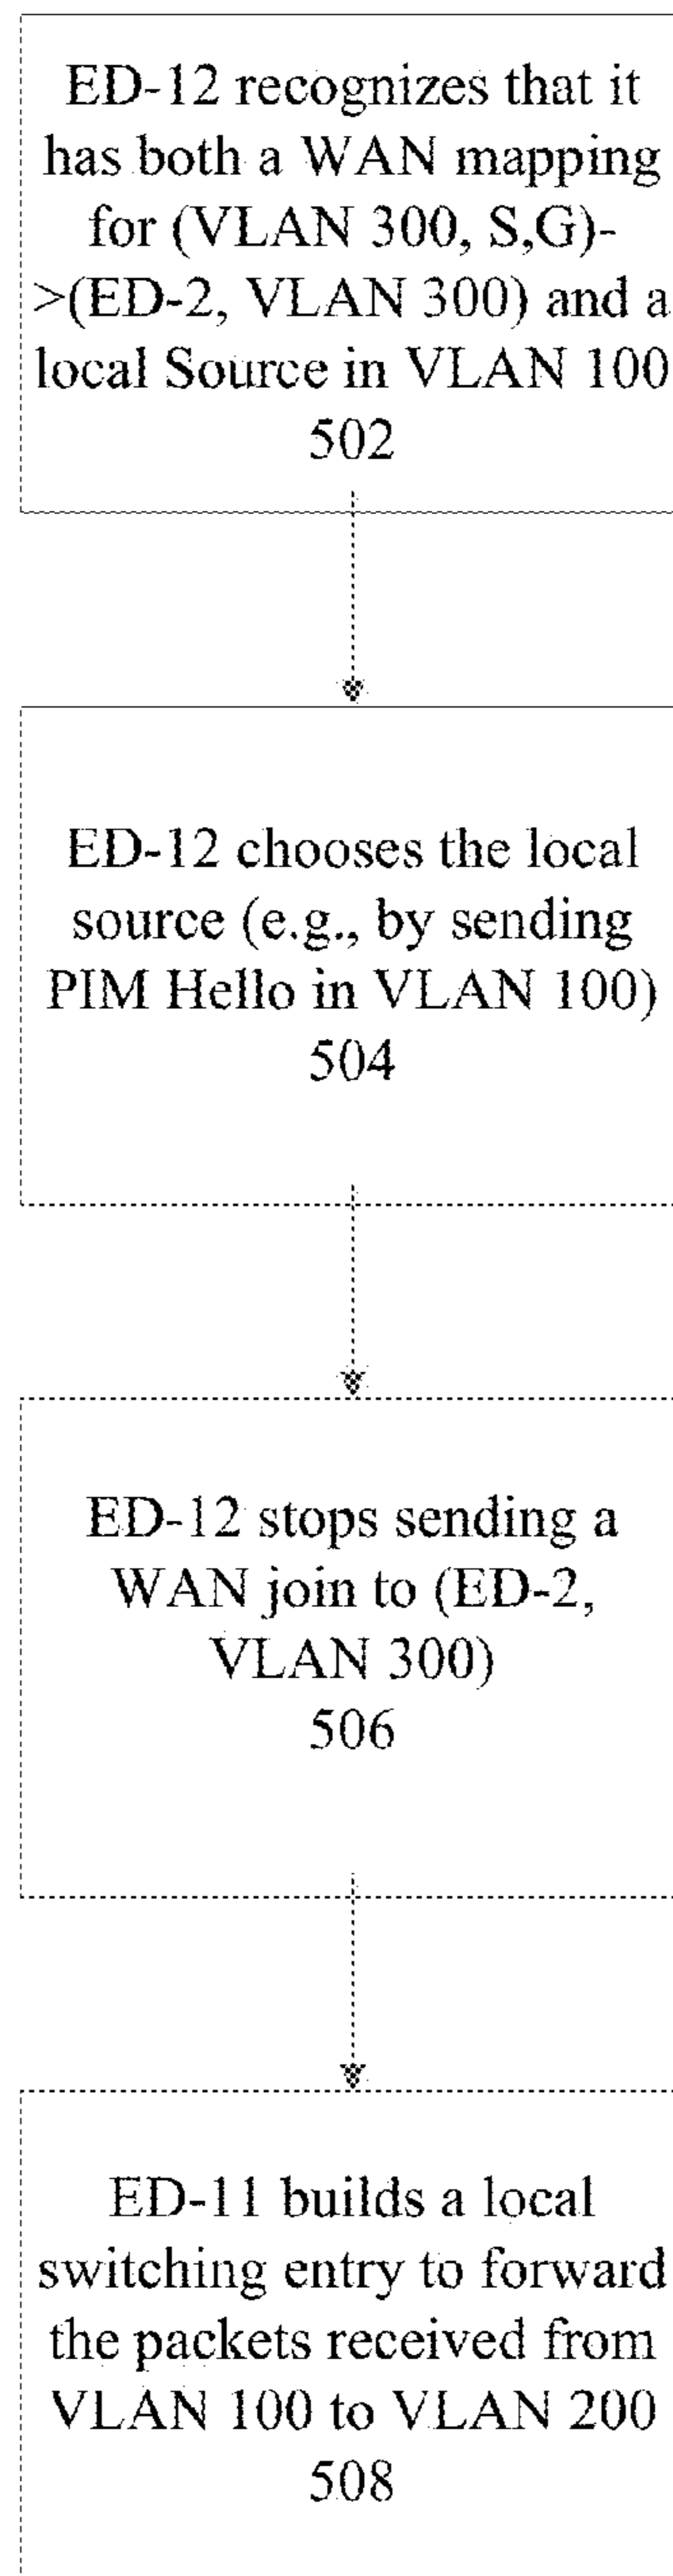 ED-12 recognizes that it
has both a WAN mapping
for (VLAN 300, S,G)-
>(ED-2, VLAN 300) and a
local Source in VLAN 100
502
ED-12 chooses the local
source (e.g., by sending
PIM Hello in VLAN 100)
504
ED-12 stops sending a
WAN join to (ED-2,
VLAN 300)
506
ED-11 builds a local
switching entry to forward
the packets received from
VLAN 100 to VLAN 200
508